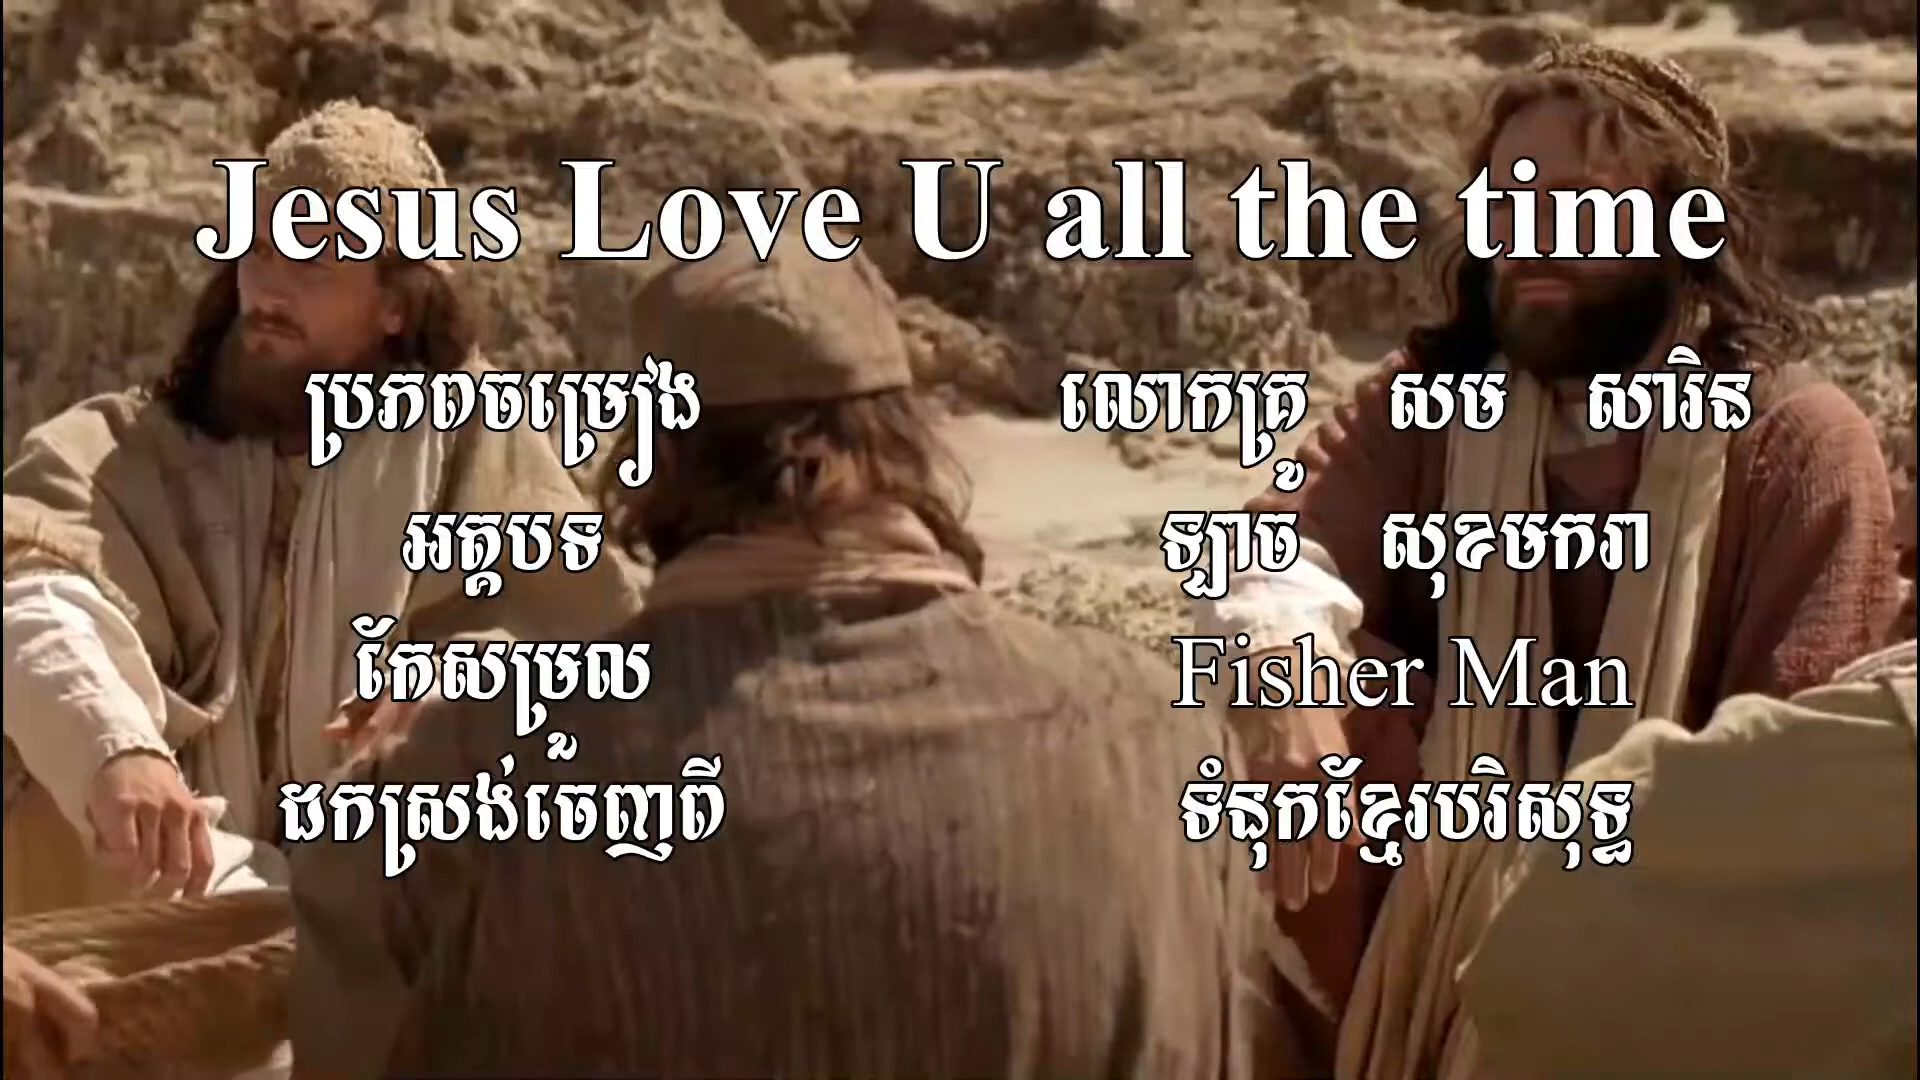 Jesus Love U all the time
ប្រភពចម្រៀង លោកគ្រូ សម សារិន
អត្ថបទ ឡាច់ សុខមករា
កែសម្រួល Fisher Man
ដកស្រង់ចេញពី ទំនុកខ្មែរបរិសុទ្ធ